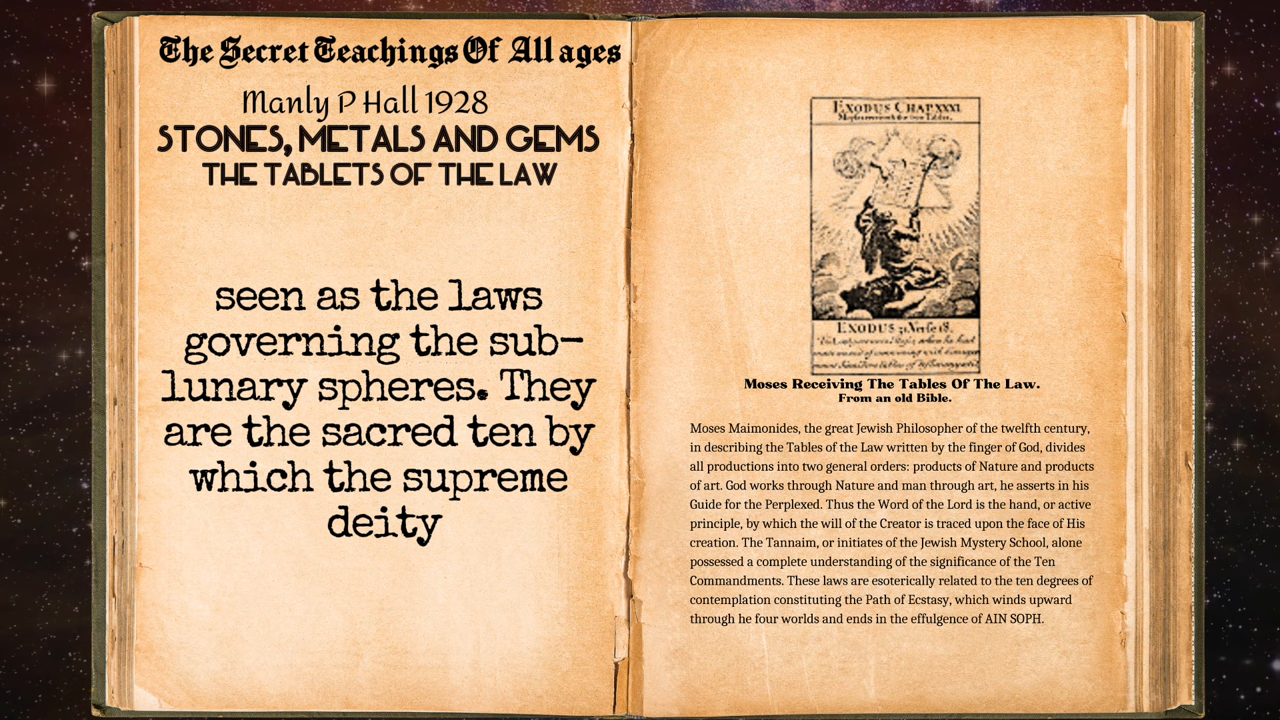 The Secret Teachings Of All ages
Manly P Hall 1928
STONES, METALS AND GEMS
THE TABLETS OF THE LAW
seen as the laws
governing the sub-
lunary spheres. They
are the sacred ten by
which the supreme
deity
EXODUS CHAP XXXI
EXODUS 31 Verse 18.
Moses Receiving The Tables Of The Law.
From an old Bible.
Moses Maimonides, the great Jewish Philosopher of the twelfth century,
in describing the Tables of the Law written by the finger of God, divides
all productions into two general orders: products of Nature and products
of art. God works through Nature and man through art, he asserts in his
Guide for the Perplexed. Thus the Word of the Lord is the hand, or active
principle, by which the will of the Creator is traced upon the face of His
creation. The Tannaim, or initiates of the Jewish Mystery School, alone
possessed a complete understanding of the significance of the Ten
Commandments. These laws are esoterically related to the ten degrees of
contemplation constituting the Path of Ecstasy, which winds upward
through he four worlds and ends in the effulgence of AIN SOPH.